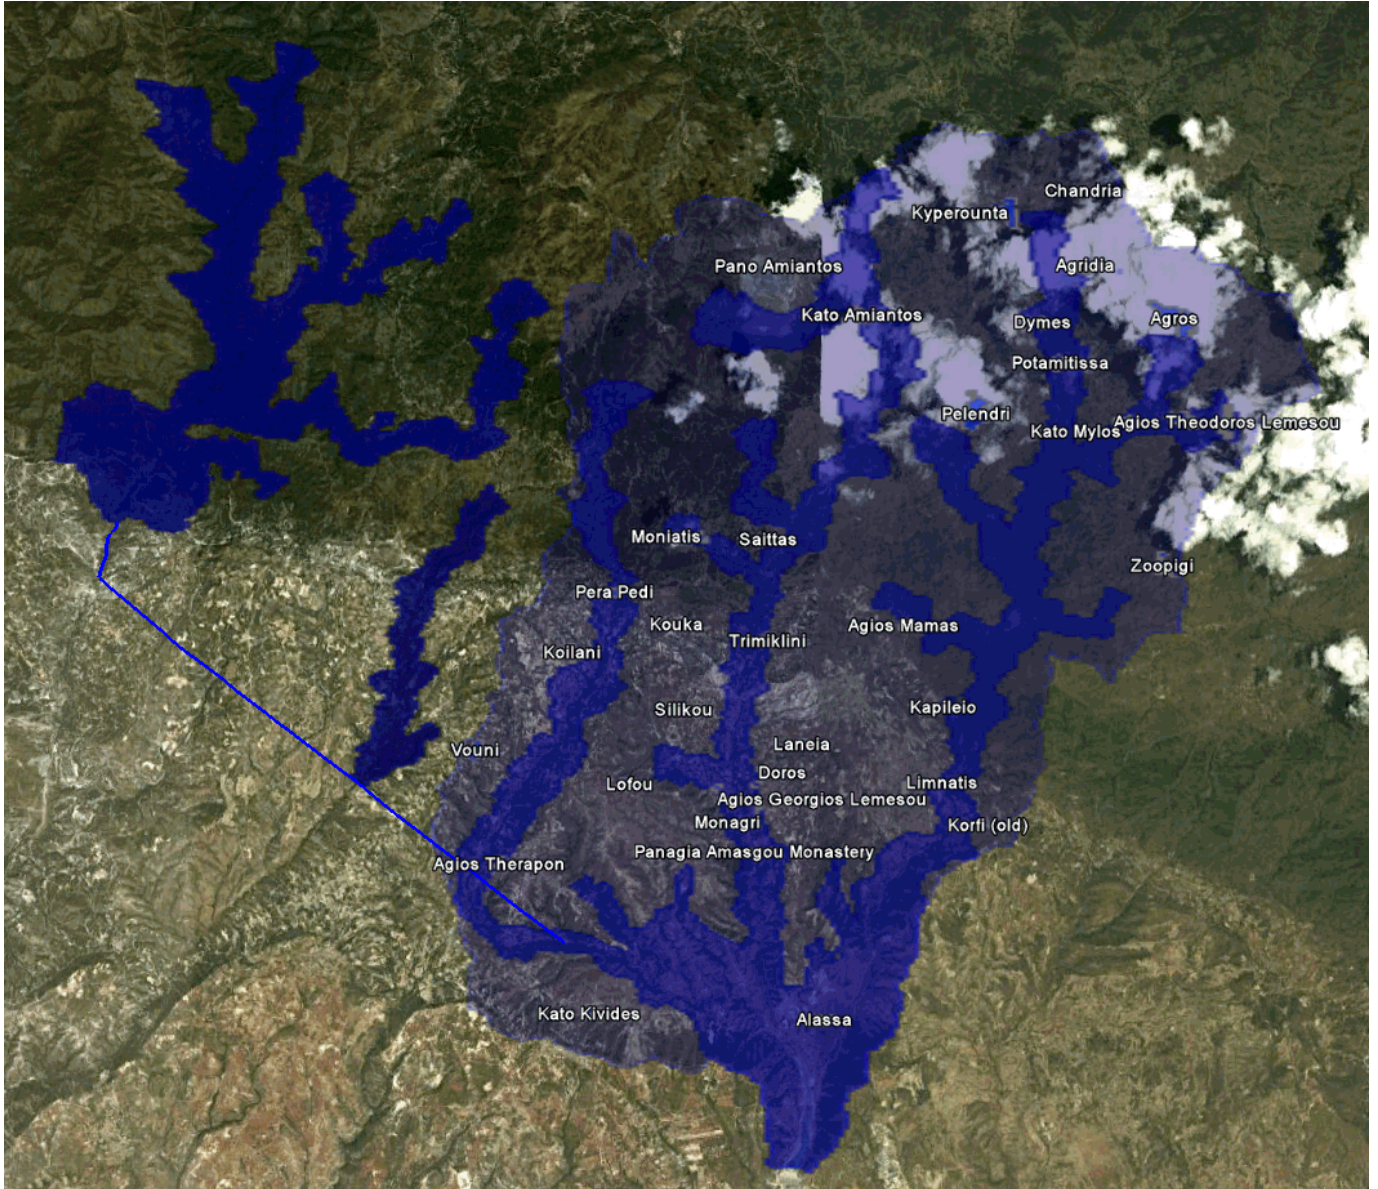 Chandria
Kyperounta
Pano Amiantos
Agridia
Kato Amiantos
Dymes
Agros
Potamitissa
Pelendri
Kato Mylos
Agios Theodoros Lemesou
Moniatis
Saittas
Zoopigi
Pera Pedi
Kouka
Agios Mamas
Trimiklini
Koilani
Silikou
Kapileio
Vouni
Laneia
Doros
Lofou
Limnatis
Agios Georgios Lemesou
Monagri
Korfi (old)
Panagia Amasgou Monastery
Agios Therapon
Kato Kivides
Alassa